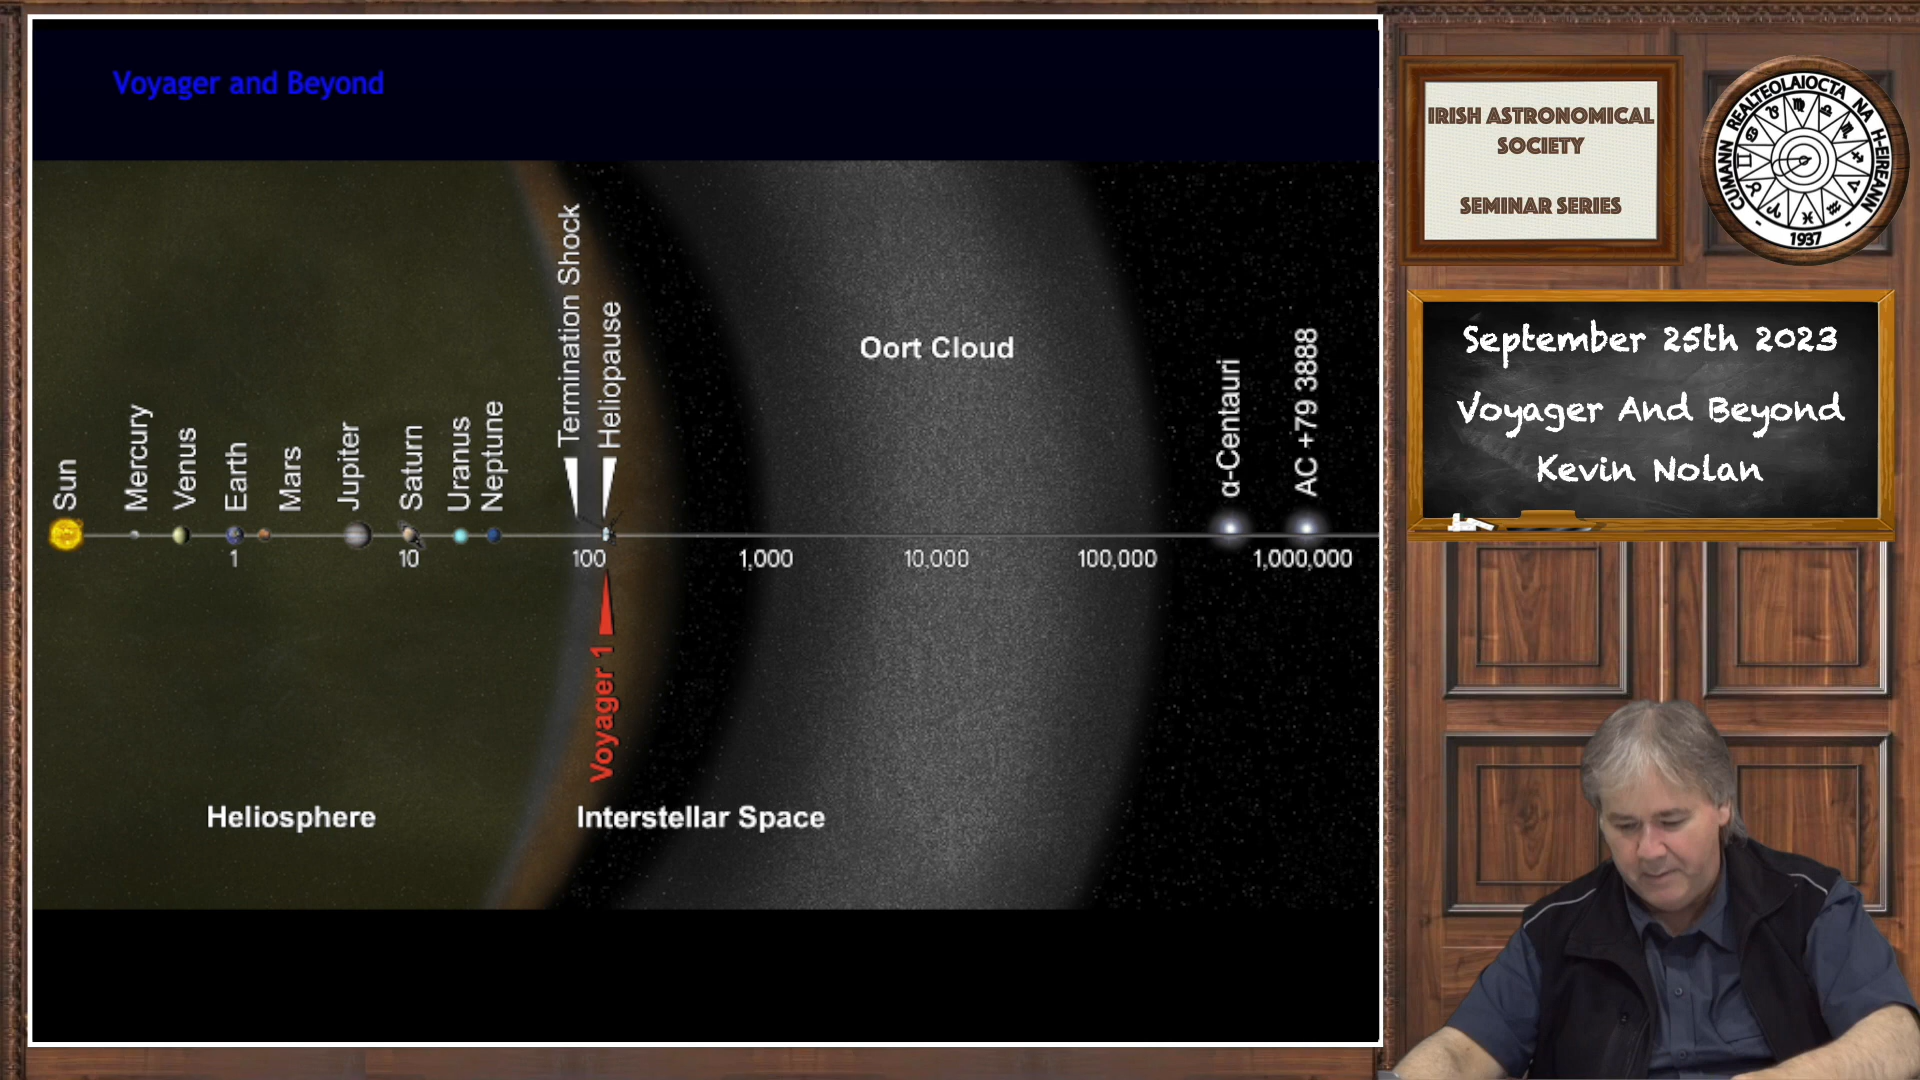 Voyager and Beyond
Sun
Mercury
Venus
Earth
Mars
Jupiter
Saturn
Uranus
Neptune
Termination Shock
Heliopause
Oort Cloud
α-Centauri
AC +79 3888
1
10
100
1,000
10,000
100,000
1,000,000
Voyager 1
Heliosphere
Interstellar Space
IRISH ASTRONOMICAL
SOCIETY
SEMINAR SERIES
CUMANN REALTEOLAIOCTA NA H-EIREANN
- 1937 -
September 25th 2023
Voyager And Beyond
Kevin Nolan